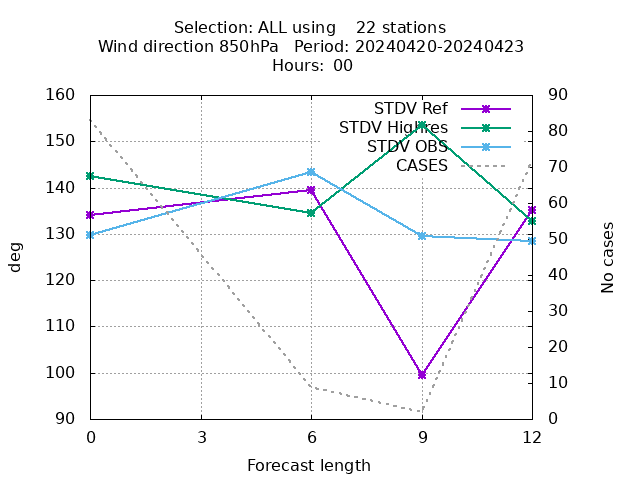 Selection: ALL using    22 stations
Wind direction 850hPa   Period: 20240420-20240423
Hours:  00
STDV Ref
STDV Highres
STDV OBS
CASES
160
150
140
130
120
110
100
90
90
80
70
60
50
40
30
20
10
0
deg
No cases
0
3
6
9
12
Forecast length